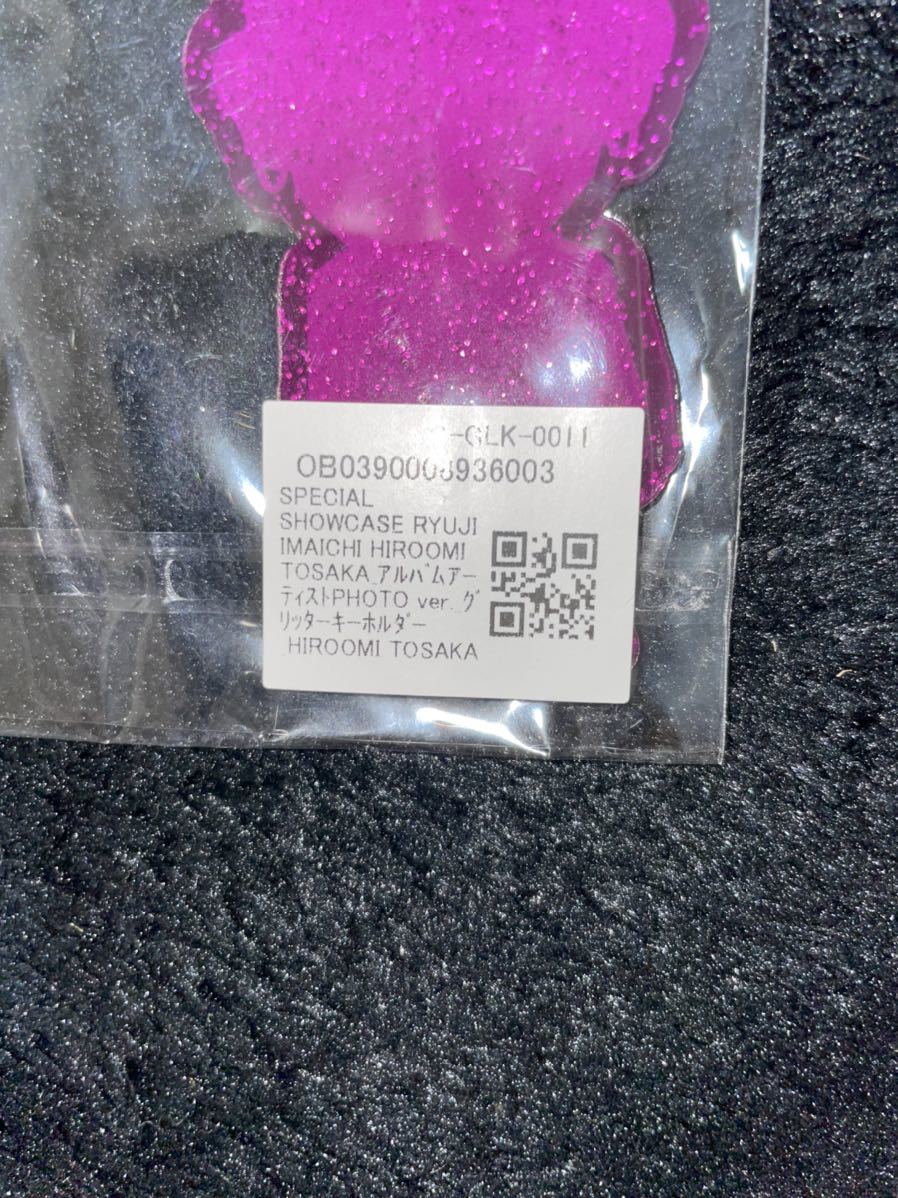 -GLK-0011
OB0390008936003
SPECIAL
SHOWCASE RYUJI
IMAICHI HIROOMI
TOSAKA_アルバムアー
ティストPHOTO ver._グ
リッターキーホルダー
_HIROOMI TOSAKA